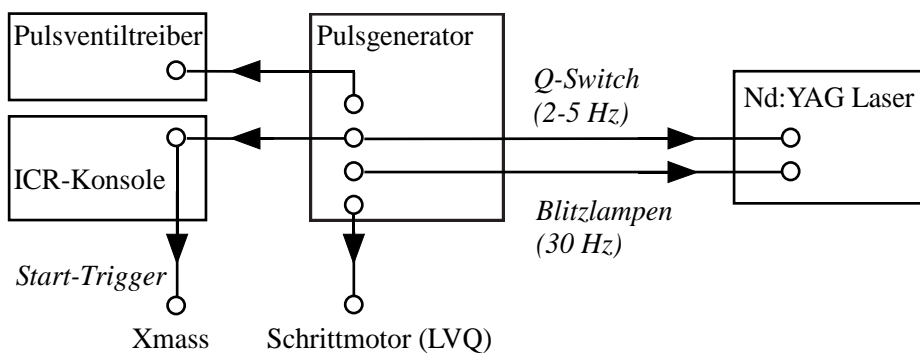 Pulsventiltreiber
Pulsgenerator
Q-Switch
(2-5 Hz)
Nd:YAG Laser
ICR-Konsole
Blitzlampen
(30 Hz)
Start-Trigger
Xmass
Schrittmotor (LVQ)